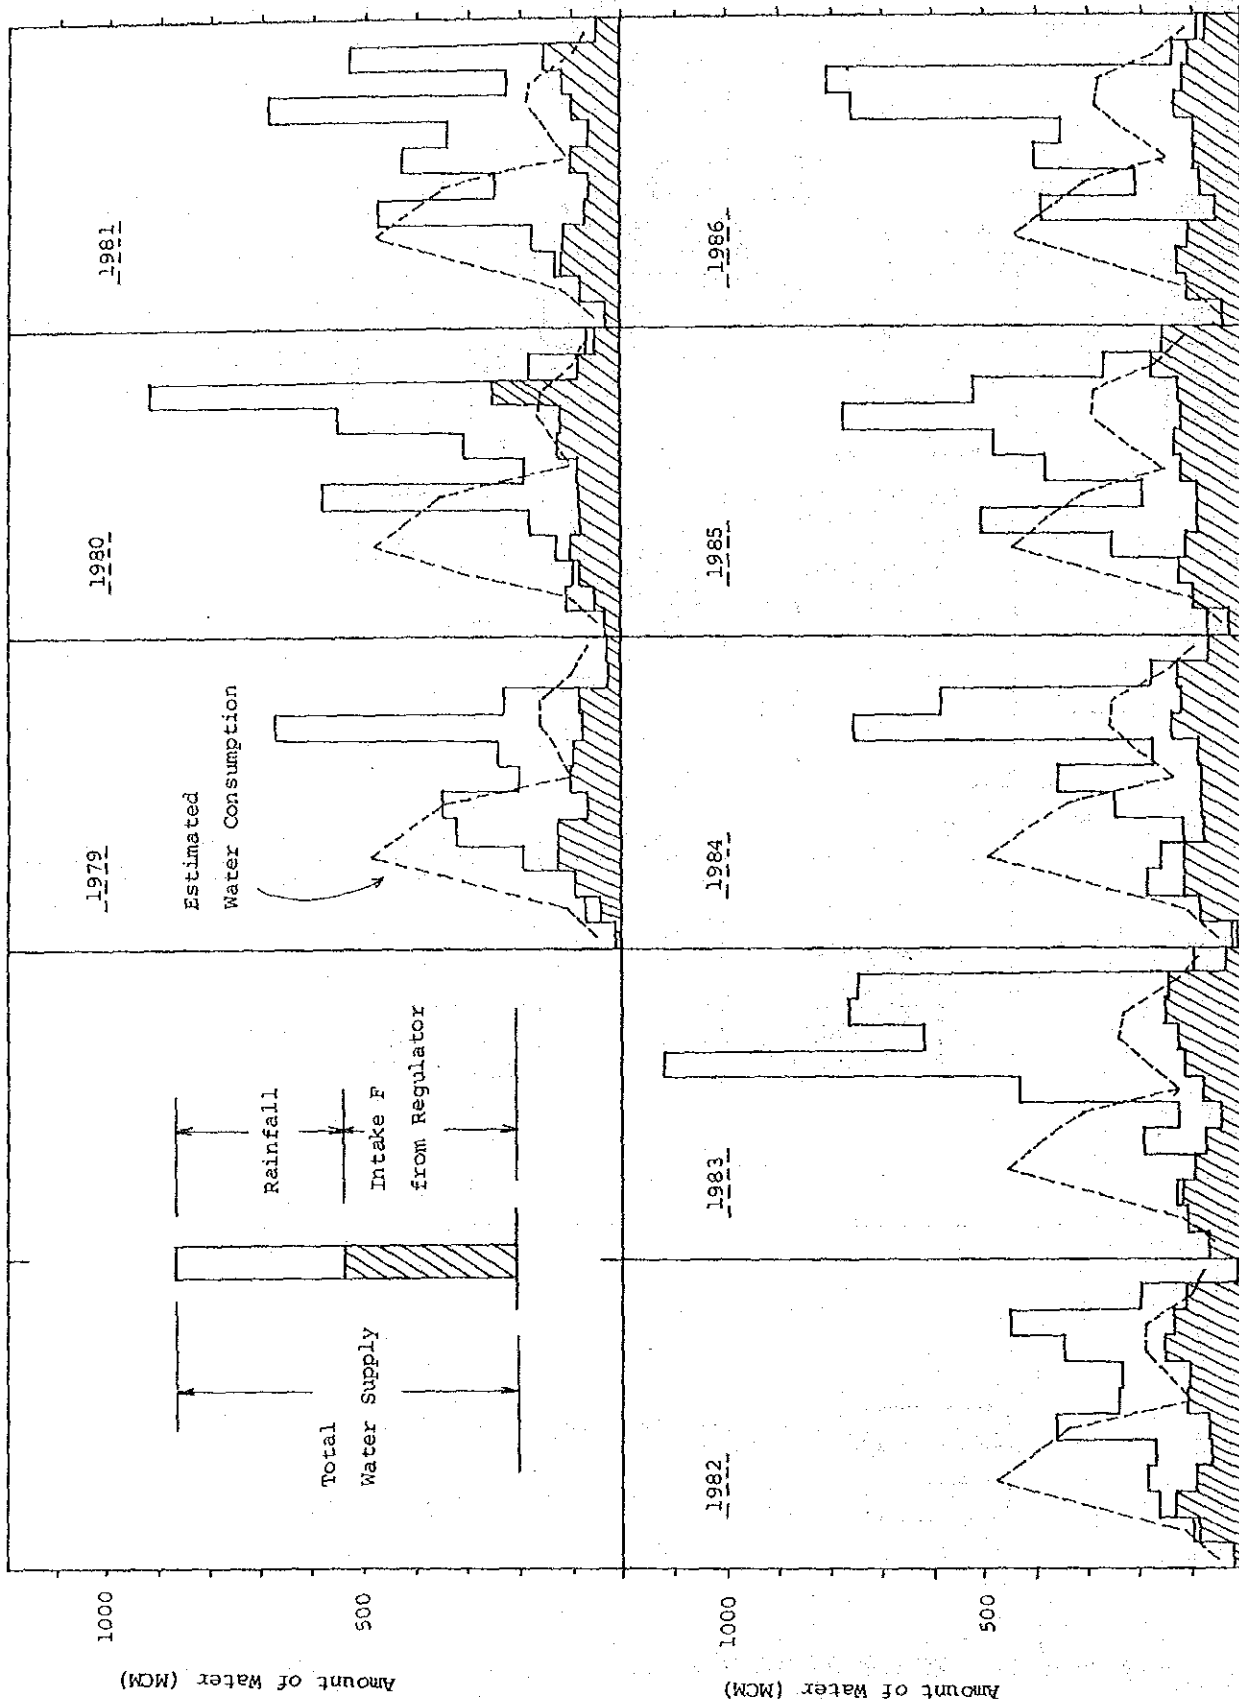 Amount of Water (MCM)
1000
500
Total
Water Supply
Rainfall
Intake F
from Regulator
1979
Estimated
Water Consumption
1980
1981
Amount of Water (MCM)
1000
500
1982
1983
1984
1985
1986